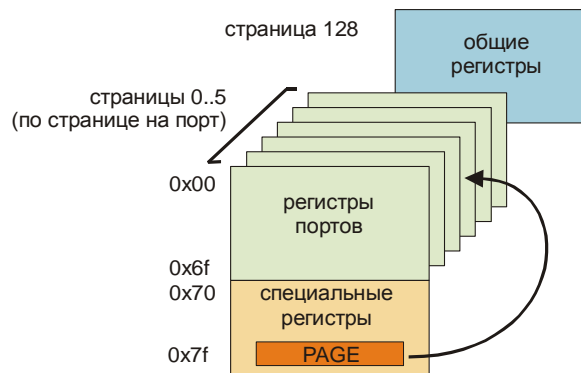 страница 128
общие
регистры
страницы 0..5
(по странице на порт)
0x00
регистры
портов
0x6f
0x70
специальные
регистры
0x7f
PAGE